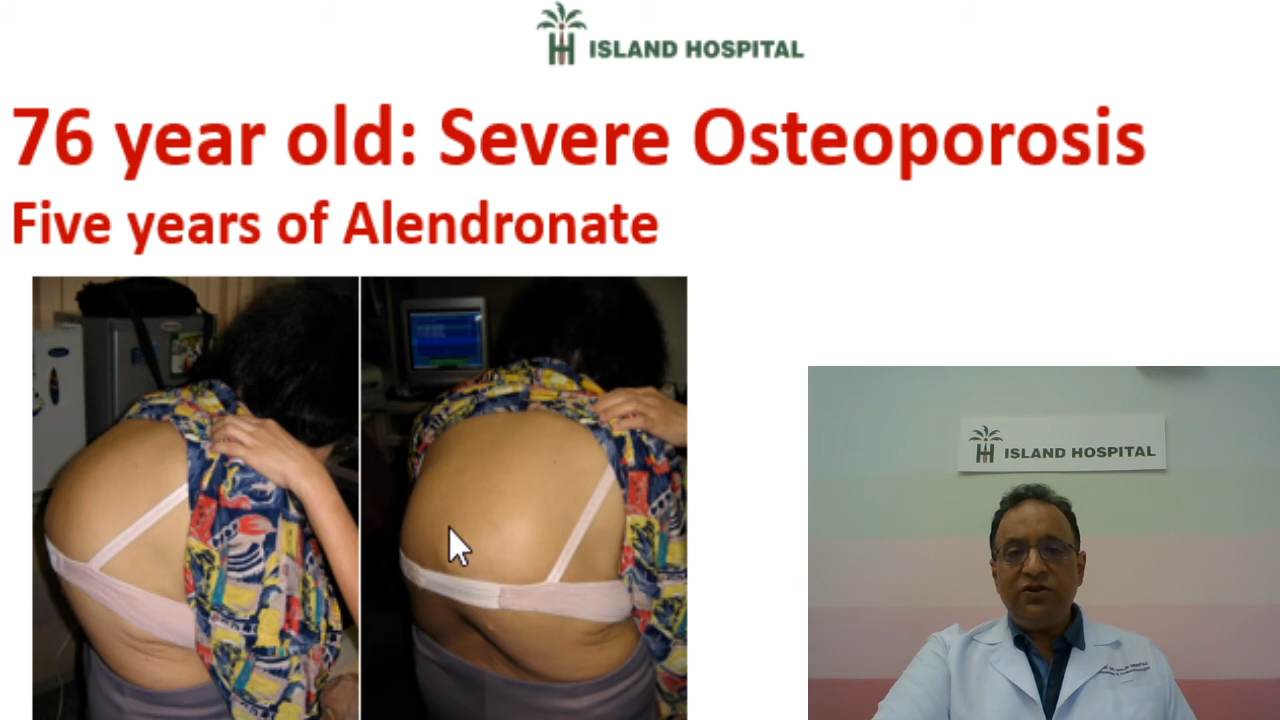 ISLAND HOSPITAL
76 year old: Severe Osteoporosis
Five years of Alendronate
ISLAND HOSPITAL